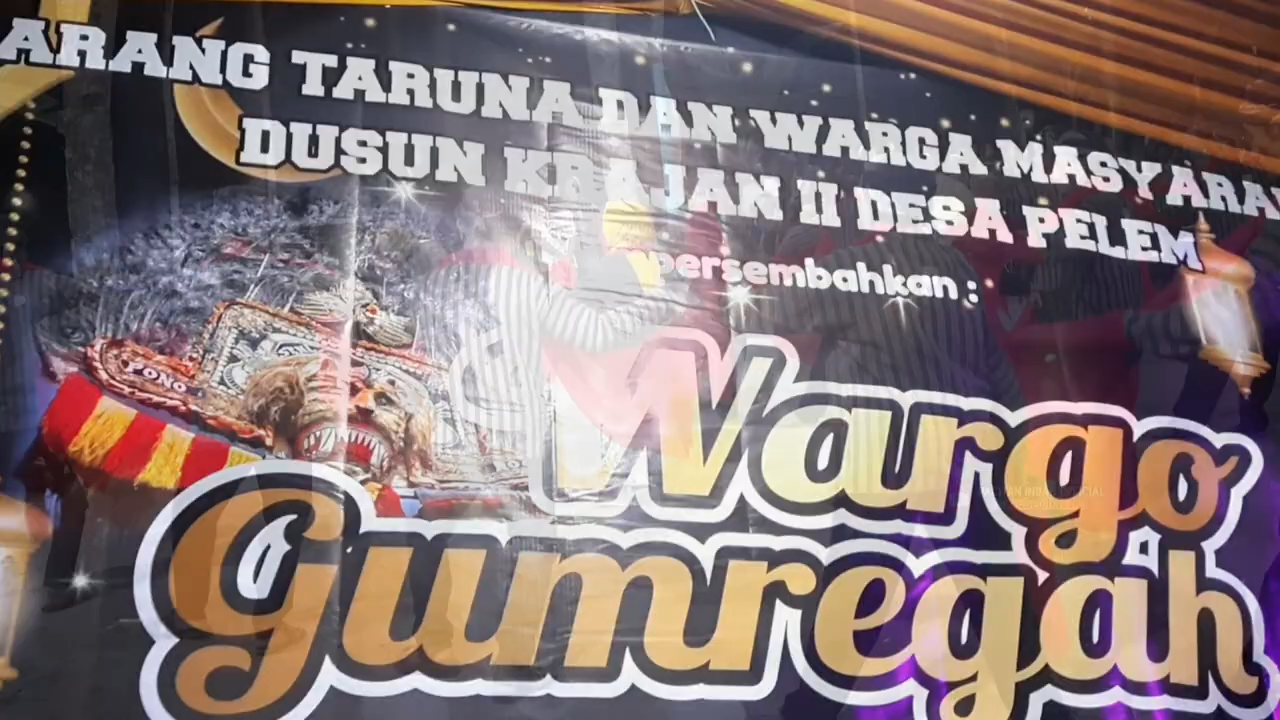 ARANG TARUNA DAN WARGA MASYARA
DUSUN KRAJAN II DESA PELEM
persembahkan :
PONO
Wargo
Gumregah